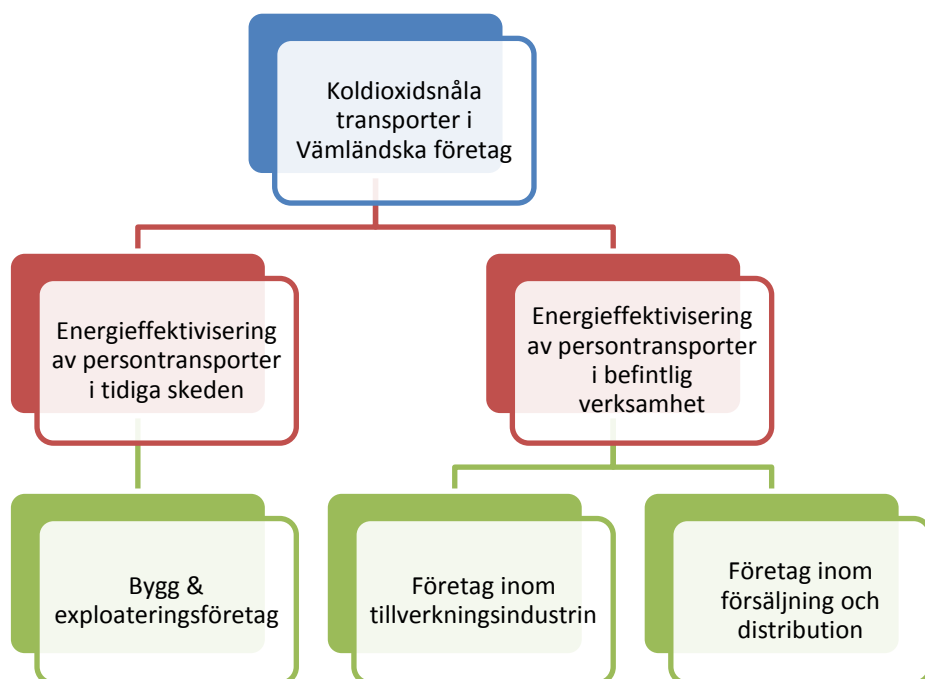 Koldioxidsnåla
transporter i
Vämländska företag
Energieffektivisering
av persontransporter
i tidiga skeden
Energieffektivisering
av persontransporter
i befintlig
verksamhet
Bygg &
exploateringsföretag
Företag inom
tillverkningsindustrin
Företag inom
försäljning och
distribution